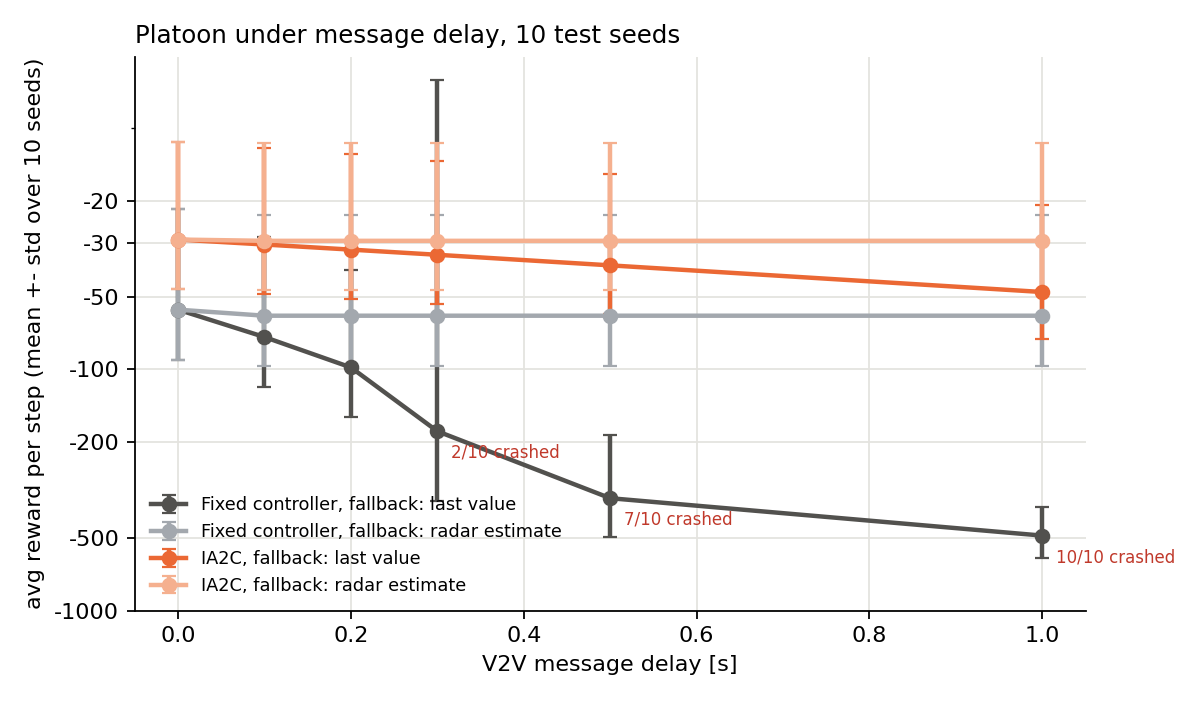 Platoon under message delay, 10 test seeds
avg reward per step (mean +- std over 10 seeds)
-20
-30
-50
-100
-200
-500
-1000
2/10 crashed
7/10 crashed
10/10 crashed
Fixed controller, fallback: last value
Fixed controller, fallback: radar estimate
IA2C, fallback: last value
IA2C, fallback: radar estimate
0.0 0.2 0.4 0.6 0.8 1.0
V2V message delay [s]